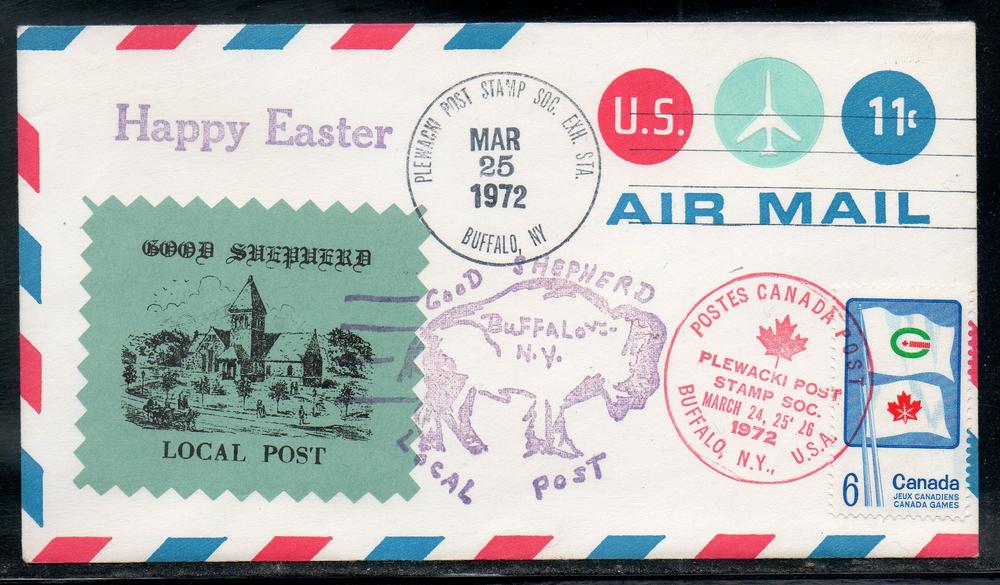 Happy Easter
PLEWACKI POST STAMP SOC. EXH. STA.
MAR
25
1972
BUFFALO, NY
U.S.
11c
AIR MAIL
GOOD SHEPHERD
LOCAL POST
GOOD SHEPHERD
BUFFALO
N.Y.
LOCAL POST
POSTES CANADA POST
PLEWACKI POST
STAMP SOC.
MARCH 24, 25' 26
1972
BUFFALO, N.Y., U.S.A.
6
Canada
JEUX CANADIENS
CANADA GAMES